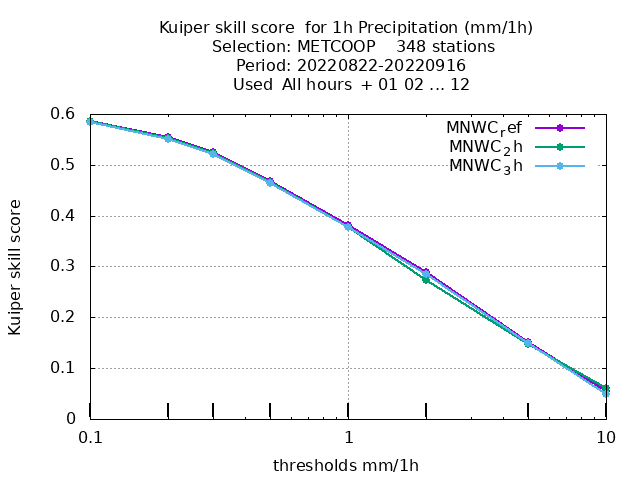 Kuiper skill score  for 1h Precipitation (mm/1h)
Selection: METCOOP    348 stations
Period: 20220822-20220916
Used  All hours  + 01 02 ... 12
MNWC_ref
MNWC_2h
MNWC_3h
0.6
0.5
0.4
0.3
0.2
0.1
0
Kuiper skill score
0.1 1 10
thresholds mm/1h